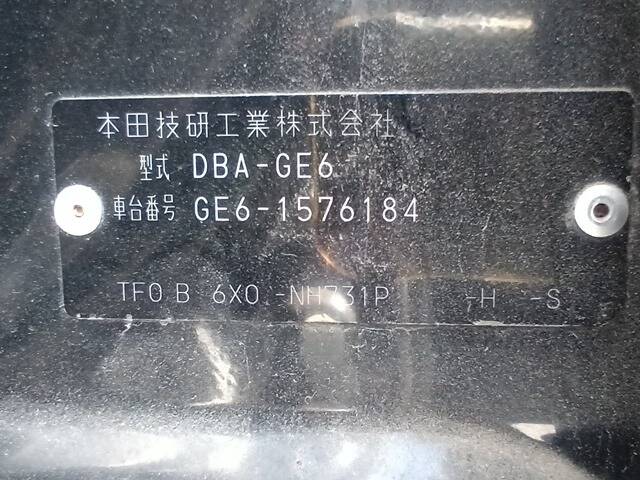 本田技研工業株式会社
型式 DBA-GE6
車台番号 GE6-1576184
TF0 B 6X0 -NH731P -H -S